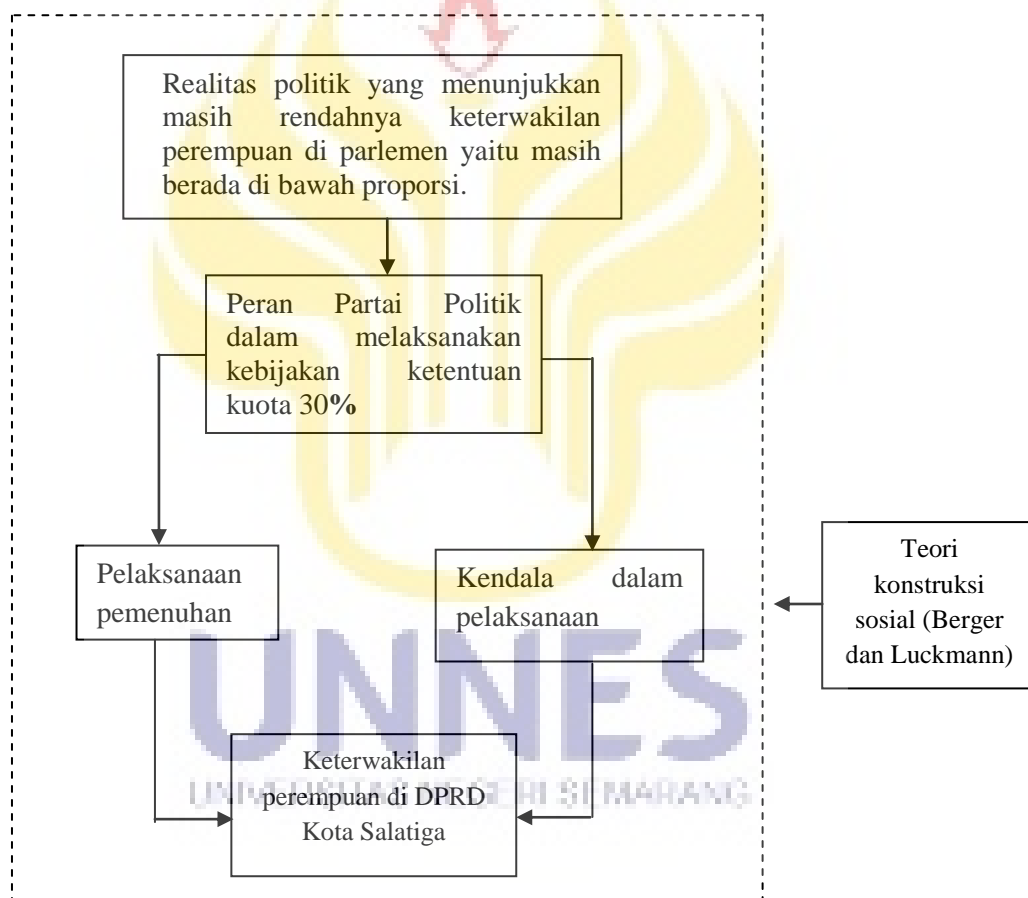 Realitas politik yang menunjukkan
masih rendahnya keterwakilan
perempuan di parlemen yaitu masih
berada di bawah proporsi.
Peran Partai Politik
dalam melaksanakan
kebijakan ketentuan
kuota 30%
Pelaksanaan
pemenuhan
Kendala dalam
pelaksanaan
Teori
konstruksi
sosial (Berger
dan Luckmann)
UNNES
UNIVERSITAS NEGERI SEMARANG
Keterwakilan
perempuan di DPRD
Kota Salatiga